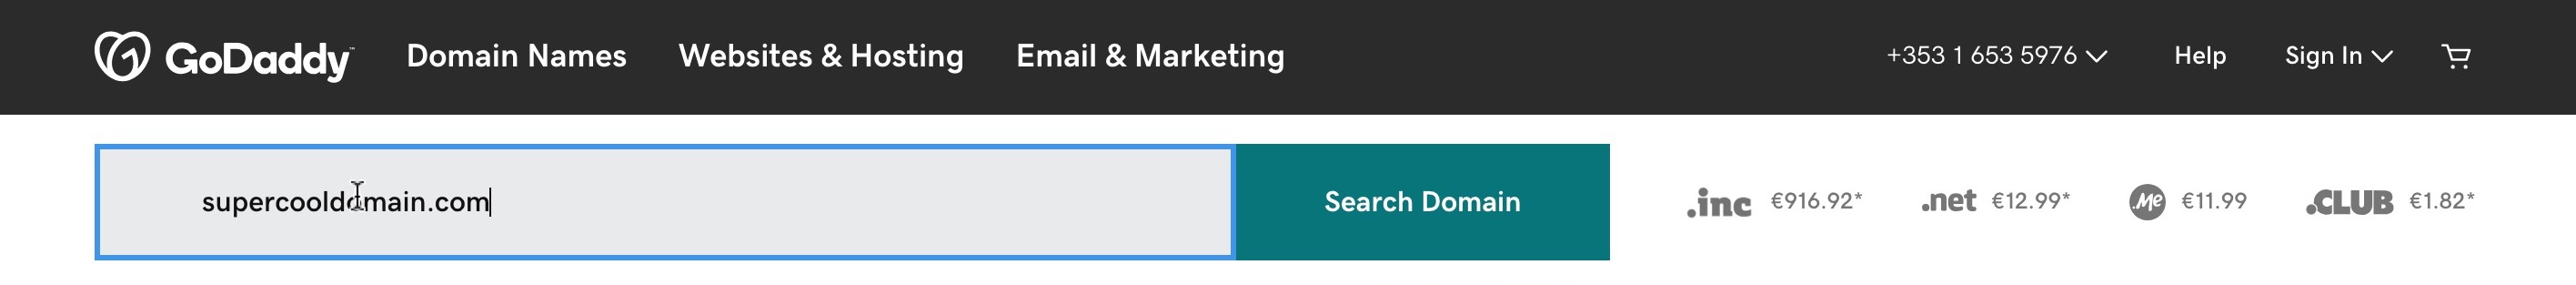 GoDaddy™ Domain Names Websites & Hosting Email & Marketing +353 1 653 5976 Help Sign In
supercooldomain.com Search Domain .inc €916.92* .net €12.99* .Me €11.99 .CLUB €1.82*